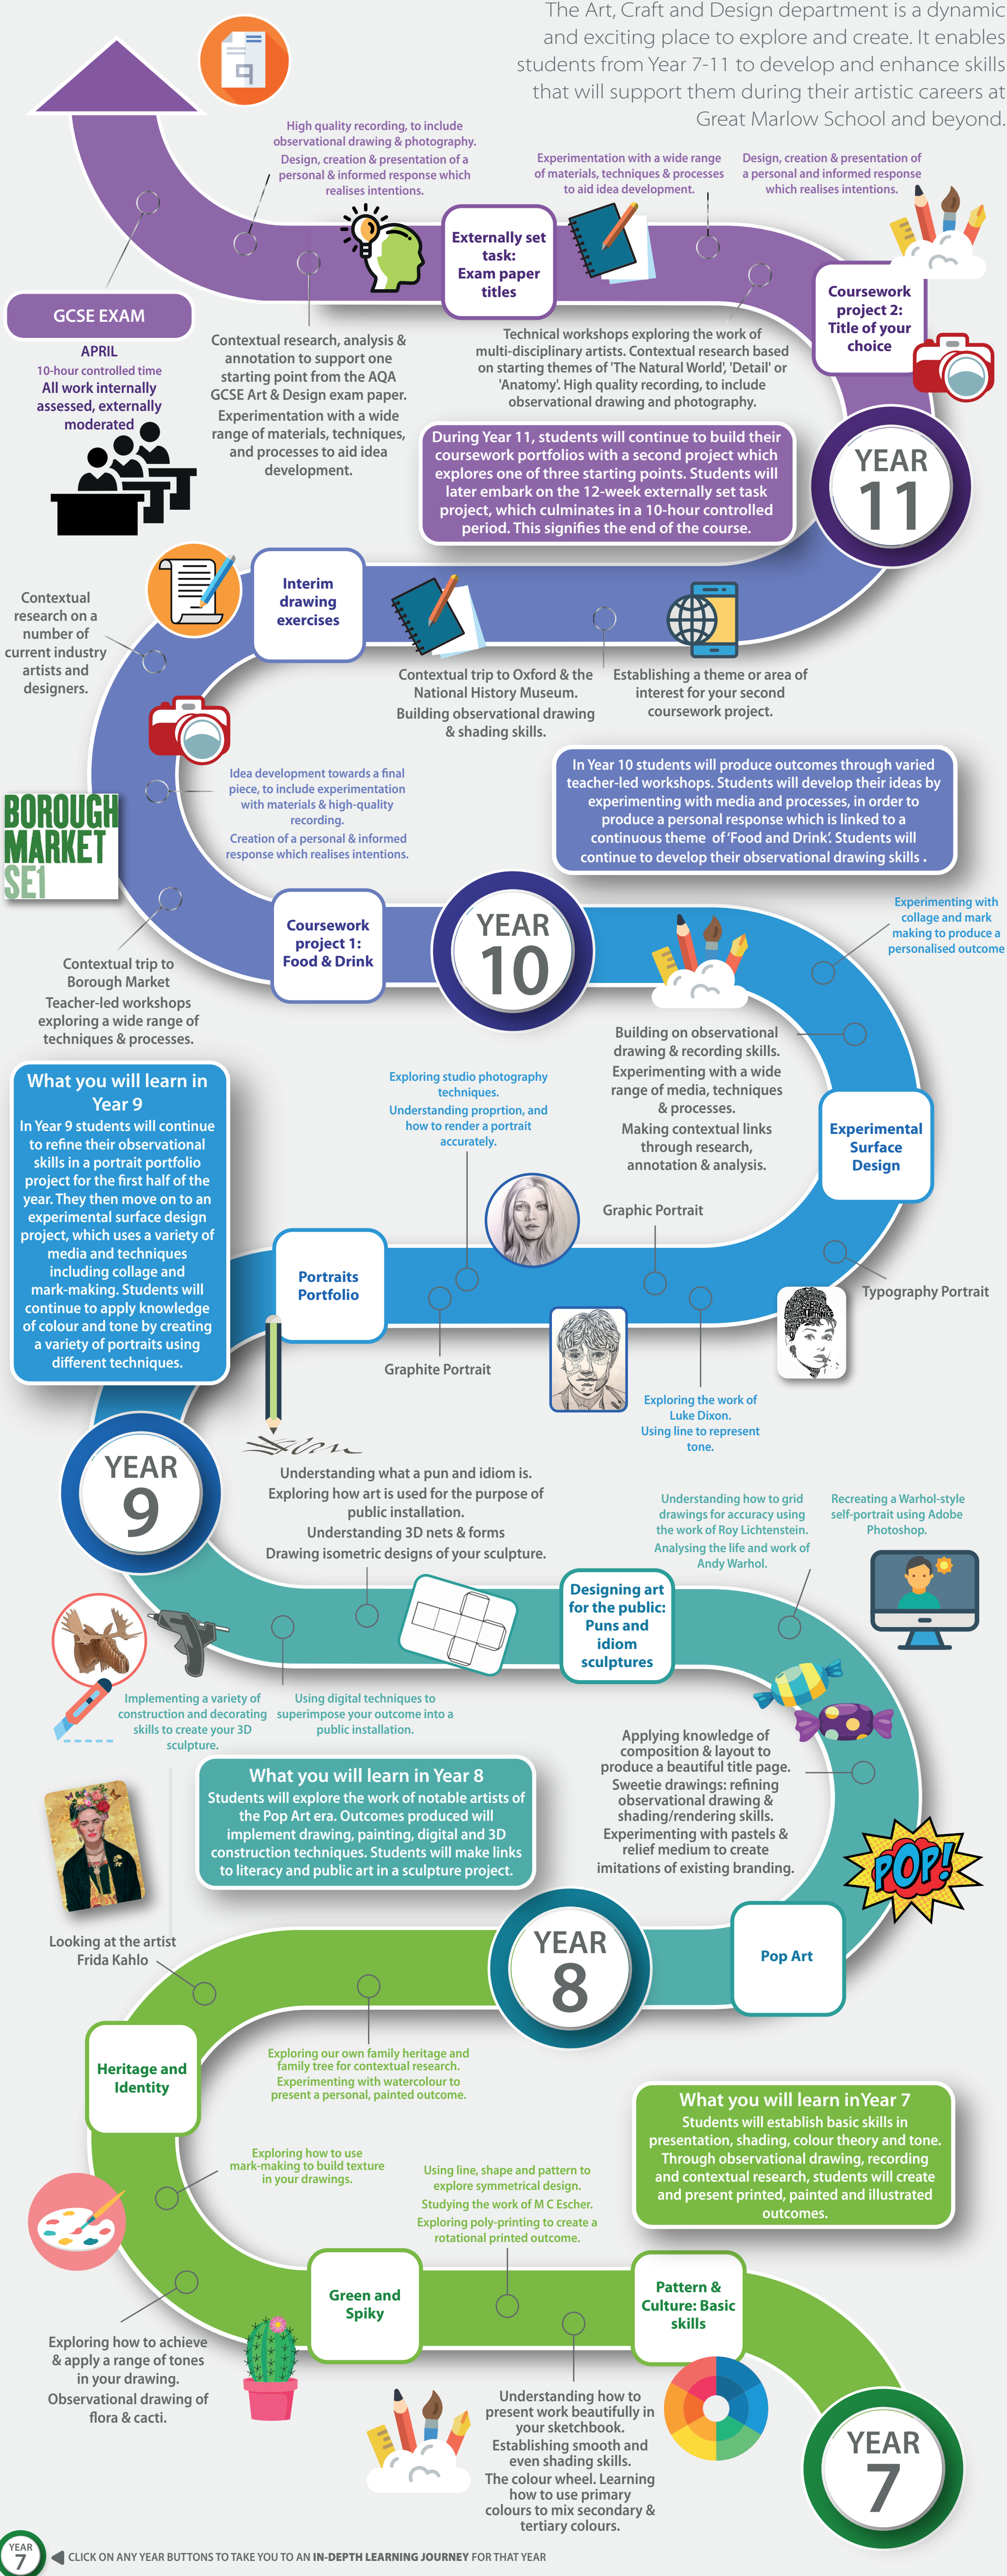 The Art, Craft and Design department is a dynamic
and exciting place to explore and create. It enables
students from Year 7-11 to develop and enhance skills
that will support them during their artistic careers at
Great Marlow School and beyond.
High quality recording, to include
observational drawing & photography.
Design, creation & presentation of a
personal & informed response which
realises intentions.
Experimentation with a wide range
of materials, techniques & processes
to aid idea development.
Design, creation & presentation of
a personal and informed response
which realises intentions.
Externally set
task:
Exam paper
titles
Coursework
project 2:
Title of your
choice
GCSE EXAM
APRIL
10-hour controlled time
All work internally
assessed, externally
moderated
Contextual research, analysis &
annotation to support one
starting point from the AQA
GCSE Art & Design exam paper.
Experimentation with a wide
range of materials, techniques,
and processes to aid idea
development.
Technical workshops exploring the work of
multi-disciplinary artists. Contextual research based
on starting themes of 'The Natural World', 'Detail' or
'Anatomy'. High quality recording, to include
observational drawing and photography.
During Year 11, students will continue to build their
coursework portfolios with a second project which
explores one of three starting points. Students will
later embark on the 12-week externally set task
project, which culminates in a 10-hour controlled
period. This signifies the end of the course.
YEAR
11
Interim
drawing
exercises
Contextual
research on a
number of
current industry
artists and
designers.
Contextual trip to Oxford & the
National History Museum.
Building observational drawing
& shading skills.
Establishing a theme or area of
interest for your second
coursework project.
In Year 10 students will produce outcomes through varied
teacher-led workshops. Students will develop their ideas by
experimenting with media and processes, in order to
produce a personal response which is linked to a
continuous theme  of 'Food and Drink'. Students will
continue to develop their observational drawing skills .
Idea development towards a final
piece, to include experimentation
with materials & high-quality
recording.
Creation of a personal & informed
response which realises intentions.
BOROUGH
MARKET
SE1
Coursework
project 1:
Food & Drink
YEAR
10
Experimenting with
collage and mark
making to produce a
personalised outcome
Contextual trip to
Borough Market
Teacher-led workshops
exploring a wide range of
techniques & processes.
Building on observational
drawing & recording skills.
Experimenting with a wide
range of media, techniques
& processes.
Making contextual links
through research,
annotation & analysis.
Experimental
Surface
Design
What you will learn in
Year 9
In Year 9 students will continue
to refine their observational
skills in a portrait portfolio
project for the first half of the
year. They then move on to an
experimental surface design
project, which uses a variety of
media and techniques
including collage and
mark-making. Students will
continue to apply knowledge
of colour and tone by creating
a variety of portraits using
different techniques.
Exploring studio photography
techniques.
Understanding proprtion, and
how to render a portrait
accurately.
Graphic Portrait
Portraits
Portfolio
Typography Portrait
Graphite Portrait
Exploring the work of
Luke Dixon.
Using line to represent
tone.
YEAR
9
Understanding what a pun and idiom is.
Exploring how art is used for the purpose of
public installation.
Understanding 3D nets & forms
Drawing isometric designs of your sculpture.
Understanding how to grid
drawings for accuracy using
the work of Roy Lichtenstein.
Analysing the life and work of
Andy Warhol.
Recreating a Warhol-style
self-portrait using Adobe
Photoshop.
Designing art
for the public:
Puns and
idiom
sculptures
Implementing a variety of
construction and decorating
skills to create your 3D
sculpture.
Using digital techniques to
superimpose your outcome into a
public installation.
Applying knowledge of
composition & layout to
produce a beautiful title page.
Sweetie drawings: refining
observational drawing &
shading/rendering skills.
Experimenting with pastels &
relief medium to create
imitations of existing branding.
What you will learn in Year 8
Students will explore the work of notable artists of
the Pop Art era. Outcomes produced will
implement drawing, painting, digital and 3D
construction techniques. Students will make links
to literacy and public art in a sculpture project.
POP!
Looking at the artist
Frida Kahlo
YEAR
8
Pop Art
Heritage and
Identity
Exploring our own family heritage and
family tree for contextual research.
Experimenting with watercolour to
present a personal, painted outcome.
What you will learn inYear 7
Students will establish basic skills in
presentation, shading, colour theory and tone.
Through observational drawing, recording
and contextual research, students will create
and present printed, painted and illustrated
outcomes.
Exploring how to use
mark-making to build texture
in your drawings.
Using line, shape and pattern to
explore symmetrical design.
Studying the work of M C Escher.
Exploring poly-printing to create a
rotational printed outcome.
Green and
Spiky
Pattern &
Culture: Basic
skills
Exploring how to achieve
& apply a range of tones
in your drawing.
Observational drawing of
flora & cacti.
Understanding how to
present work beautifully in
your sketchbook.
Establishing smooth and
even shading skills.
The colour wheel. Learning
how to use primary
colours to mix secondary &
tertiary colours.
YEAR
7
YEAR
7
CLICK ON ANY YEAR BUTTONS TO TAKE YOU TO AN IN-DEPTH LEARNING JOURNEY FOR THAT YEAR